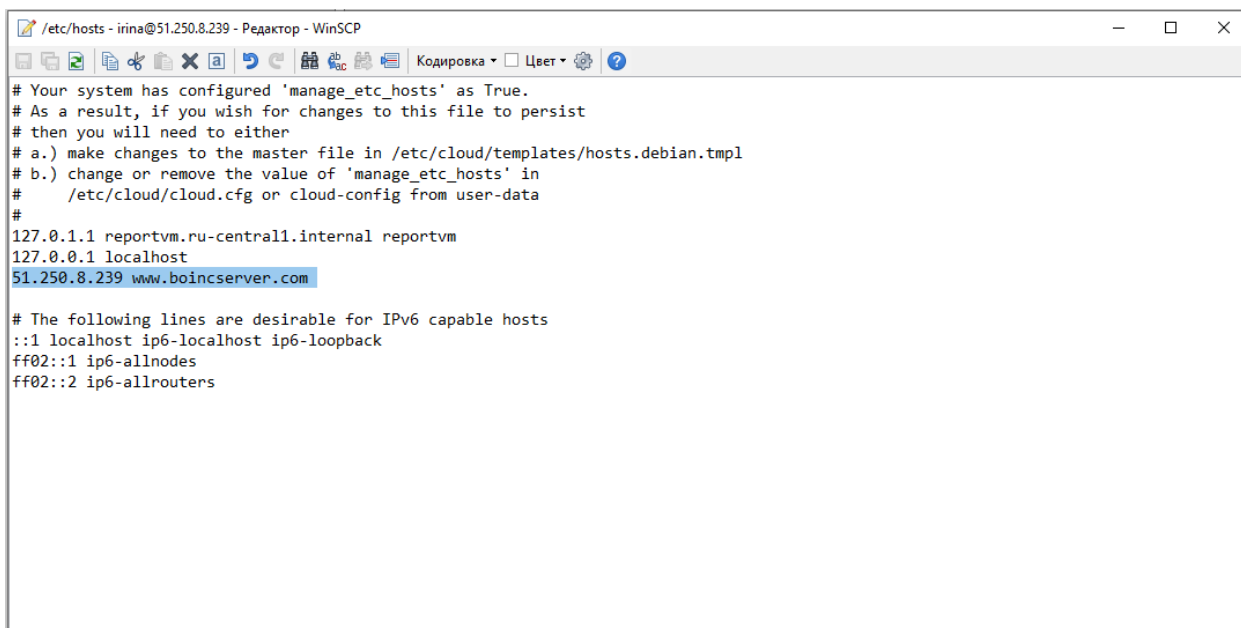 /etc/hosts - irina@51.250.8.239 - Редактор - WinSCP
Кодировка Цвет
# Your system has configured 'manage_etc_hosts' as True.
# As a result, if you wish for changes to this file to persist
# then you will need to either
# a.) make changes to the master file in /etc/cloud/templates/hosts.debian.tmpl
# b.) change or remove the value of 'manage_etc_hosts' in
#     /etc/cloud/cloud.cfg or cloud-config from user-data
#
127.0.1.1 reportvm.ru-central1.internal reportvm
127.0.0.1 localhost
51.250.8.239 www.boincserver.com
# The following lines are desirable for IPv6 capable hosts
::1 localhost ip6-localhost ip6-loopback
ff02::1 ip6-allnodes
ff02::2 ip6-allrouters